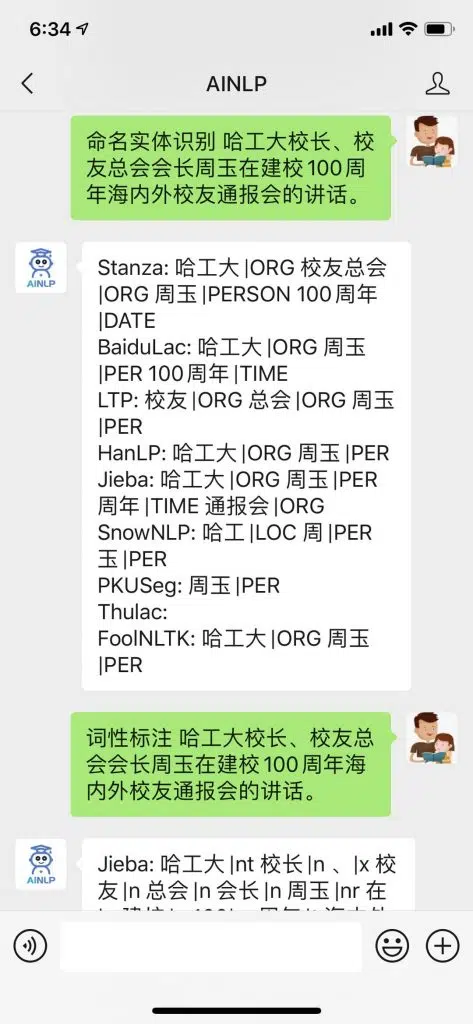 6:34
AINLP
命名实体识别 哈工大校长、校
友总会会长周玉在建校100周
年海内外校友通报会的讲话。
AINLP
Stanza: 哈工大|ORG 校友总会
|ORG 周玉|PERSON 100周年
|DATE
BaiduLac: 哈工大|ORG 周玉
|PER 100周年|TIME
LTP: 校友|ORG 总会|ORG 周玉
|PER
HanLP: 哈工大|ORG 周玉|PER
Jieba: 哈工大|ORG 周玉|PER
周年|TIME 通报会|ORG
SnowNLP: 哈工|LOC 周|PER
玉|PER
PKUSeg: 周玉|PER
Thulac:
FoolNLTK: 哈工大|ORG 周玉
|PER
词性标注 哈工大校长、校友总
会会长周玉在建校100周年海
内外校友通报会的讲话。
AINLP
Jieba: 哈工大|nt 校长|n 、|x 校
友|n 总会|n 会长|n 周玉|nr 在